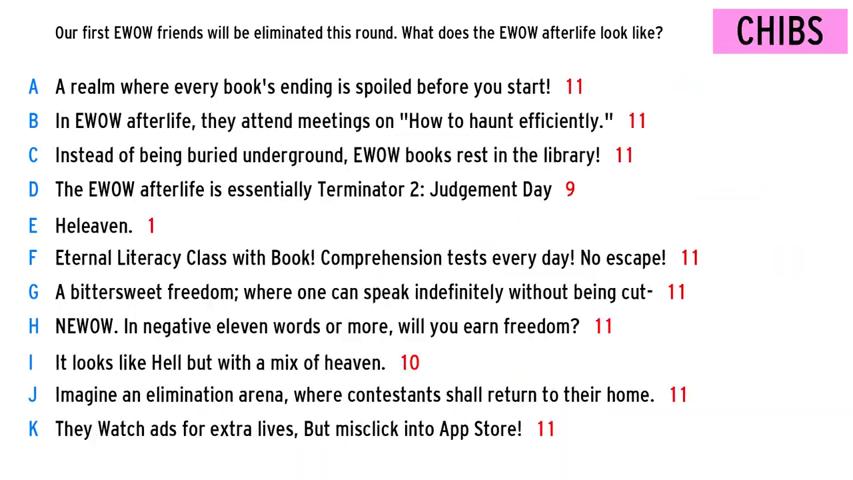 Our first EWOW friends will be eliminated this round. What does the EWOW afterlife look like?
CHIBS
A A realm where every book's ending is spoiled before you start! 11
B In EWOW afterlife, they attend meetings on "How to haunt efficiently." 11
C Instead of being buried underground, EWOW books rest in the library! 11
D The EWOW afterlife is essentially Terminator 2: Judgement Day 9
E Heleaven. 1
F Eternal Literacy Class with Book! Comprehension tests every day! No escape! 11
G A bittersweet freedom; where one can speak indefinitely without being cut- 11
H NEWOW. In negative eleven words or more, will you earn freedom? 11
I It looks like Hell but with a mix of heaven. 10
J Imagine an elimination arena, where contestants shall return to their home. 11
K They Watch ads for extra lives, But misclick into App Store! 11